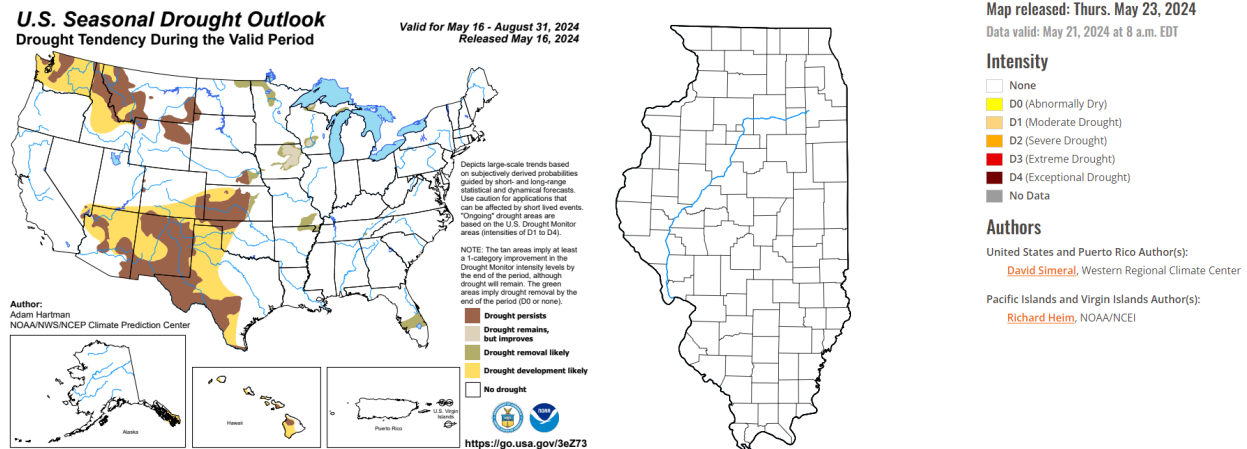 U.S. Seasonal Drought Outlook
Drought Tendency During the Valid Period
Valid for May 16 - August 31, 2024
Released May 16, 2024
Depicts large-scale trends based
on subjectively derived probabilities
guided by short- and long-range
statistical and dynamical forecasts.
Use caution for applications that
can be affected by short lived events.
"Ongoing" drought areas are
based on the U.S. Drought Monitor
areas (intensities of D1 to D4).
NOTE: The tan areas imply at least
a 1-category improvement in the
Drought Monitor intensity levels by
the end of the period, although
drought will remain. The green
areas imply drought removal by the
end of the period (D0 or none).
Author:
Adam Hartman
NOAA/NWS/NCEP Climate Prediction Center
Drought persists
Drought remains,
but improves
Drought removal likely
Drought development likely
No drought
Alaska
Hawaii
Puerto Rico
U.S. Virgin
Islands
NOAA
https://go.usa.gov/3eZ73
Map released: Thurs. May 23, 2024
Data valid: May 21, 2024 at 8 a.m. EDT
Intensity
None
D0 (Abnormally Dry)
D1 (Moderate Drought)
D2 (Severe Drought)
D3 (Extreme Drought)
D4 (Exceptional Drought)
No Data
Authors
United States and Puerto Rico Author(s):
David Simeral, Western Regional Climate Center
Pacific Islands and Virgin Islands Author(s):
Richard Heim, NOAA/NCEI